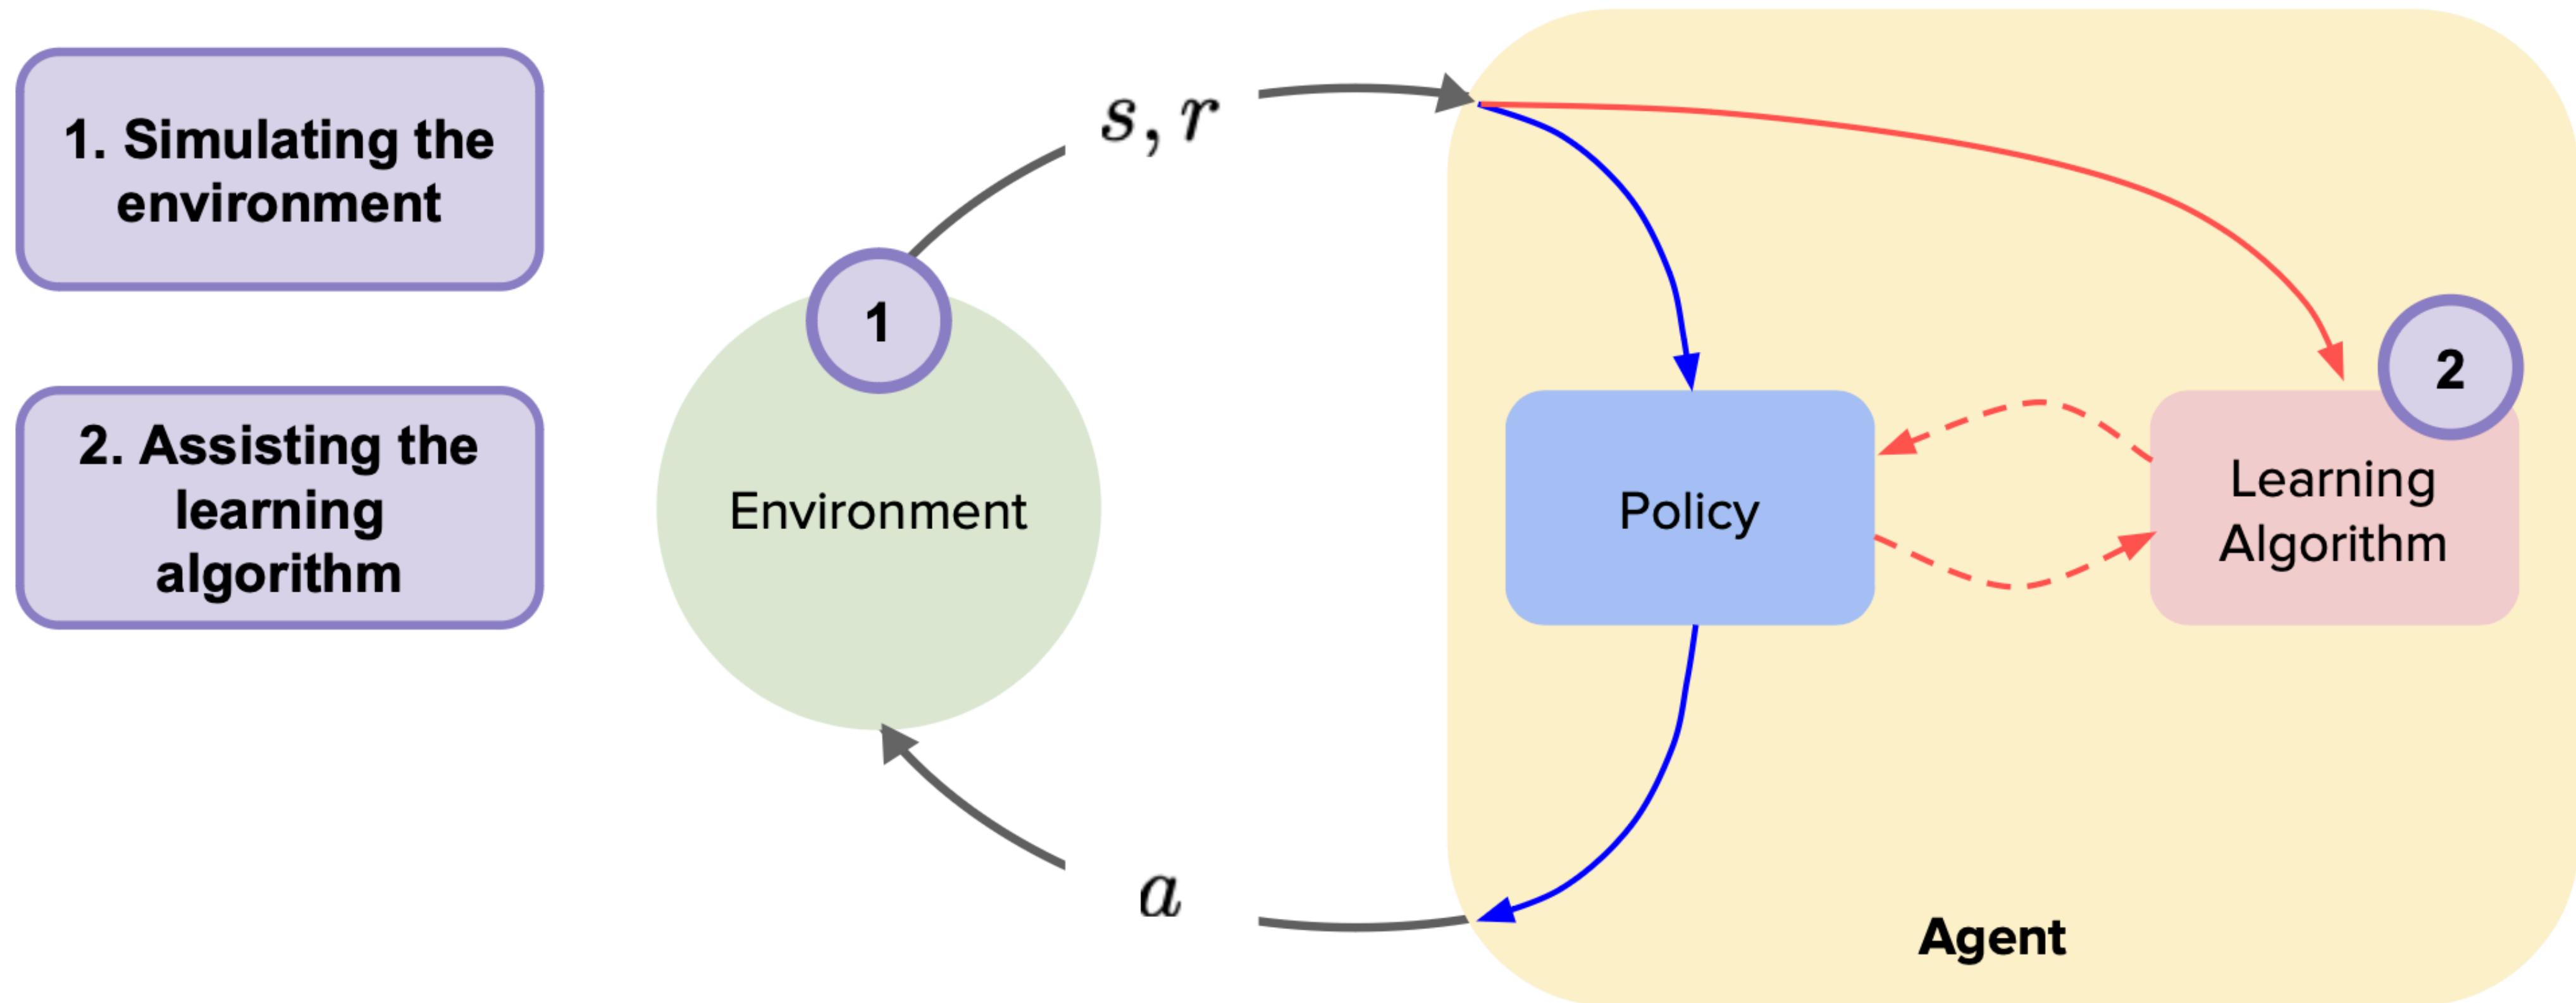 1. Simulating the
environment
2. Assisting the
learning
algorithm
s, r
1
Environment
a
2
Policy
Learning
Algorithm
Agent